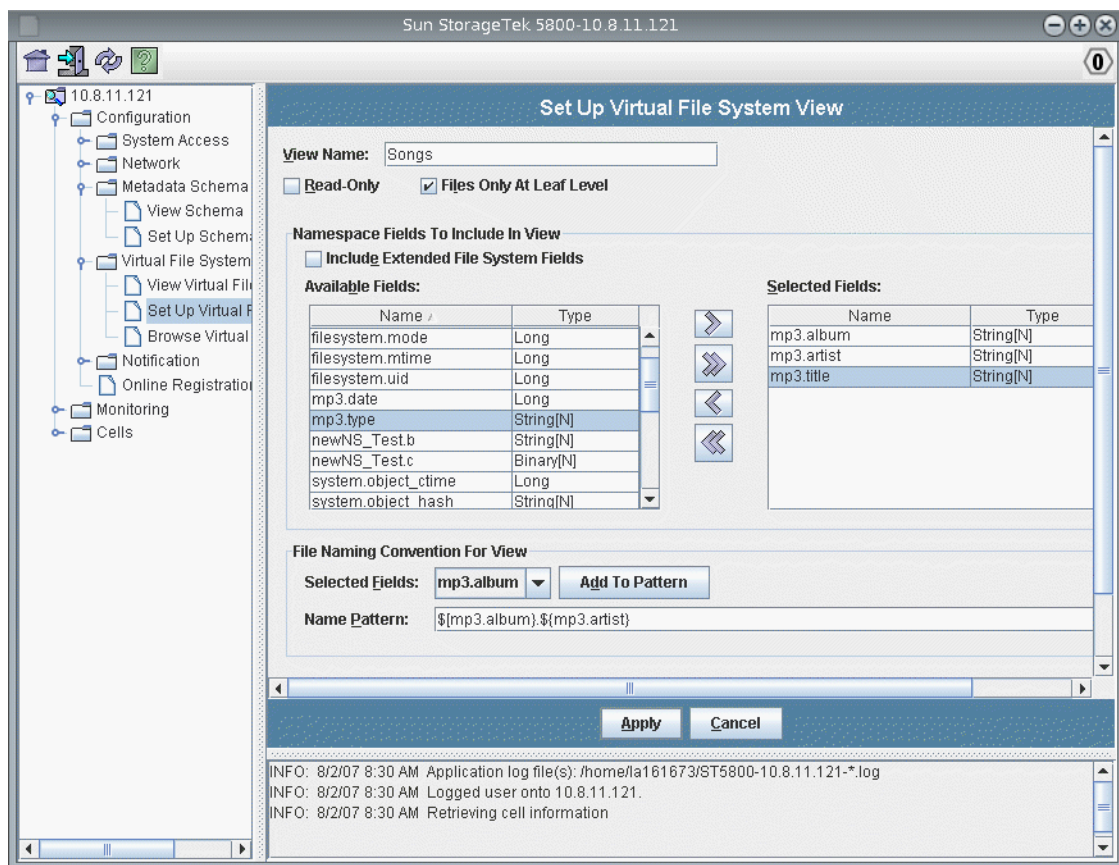 Sun StorageTek 5800-10.8.11.121
0
10.8.11.121
Configuration
System Access
Network
Metadata Schema
View Schema
Set Up Schem
Virtual File System
View Virtual Fil
Set Up Virtual F
Browse Virtual
Notification
Online Registratio
Monitoring
Cells
Set Up Virtual File System View
View Name: Songs
Read-Only Files Only At Leaf Level
Namespace Fields To Include In View
Include Extended File System Fields
Available Fields:
Name Type
filesystem.mode Long
filesystem.mtime Long
filesystem.uid Long
mp3.date Long
mp3.type String[N]
newNS_Test.b String[N]
newNS_Test.c Binary[N]
system.object_ctime Long
system.object_hash String[N]
Selected Fields:
Name Type
mp3.album String[N]
mp3.artist String[N]
mp3.title String[N]
File Naming Convention For View
Selected Fields: mp3.album Add To Pattern
Name Pattern: $[mp3.album}.${mp3.artist}
Apply Cancel
INFO: 8/2/07 8:30 AM Application log file(s): /home/la161673/ST5800-10.8.11.121-*.log
INFO: 8/2/07 8:30 AM Logged user onto 10.8.11.121.
INFO: 8/2/07 8:30 AM Retrieving cell information